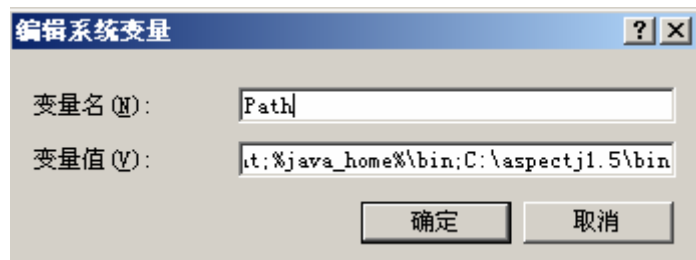 编辑系统变量
变量名(N): Path
变量值(V): ıt;%java_home%\bin;C:\aspectj1.5\bin
确定 取消